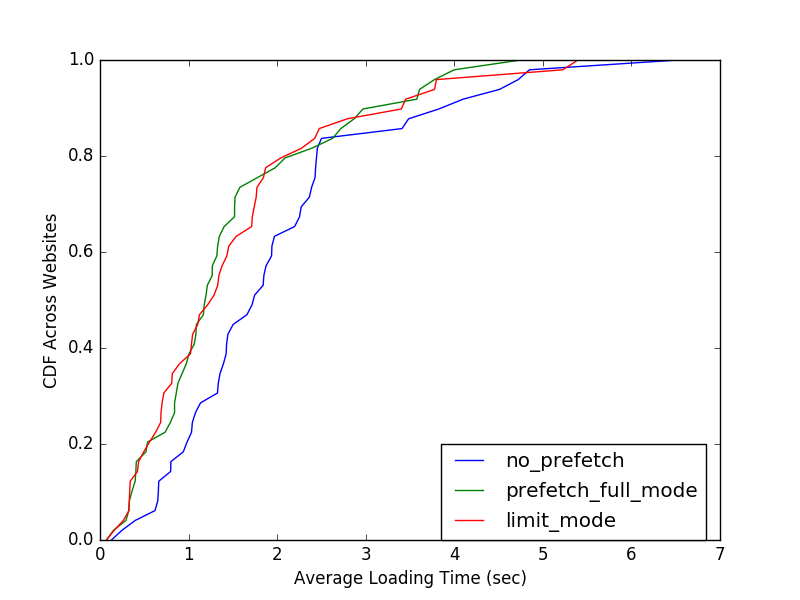 1.0
0.8
0.6
0.4
0.2
0.0
CDF Across Websites
0 1 2 3 4 5 6 7
Average Loading Time (sec)
no_prefetch
prefetch_full_mode
limit_mode